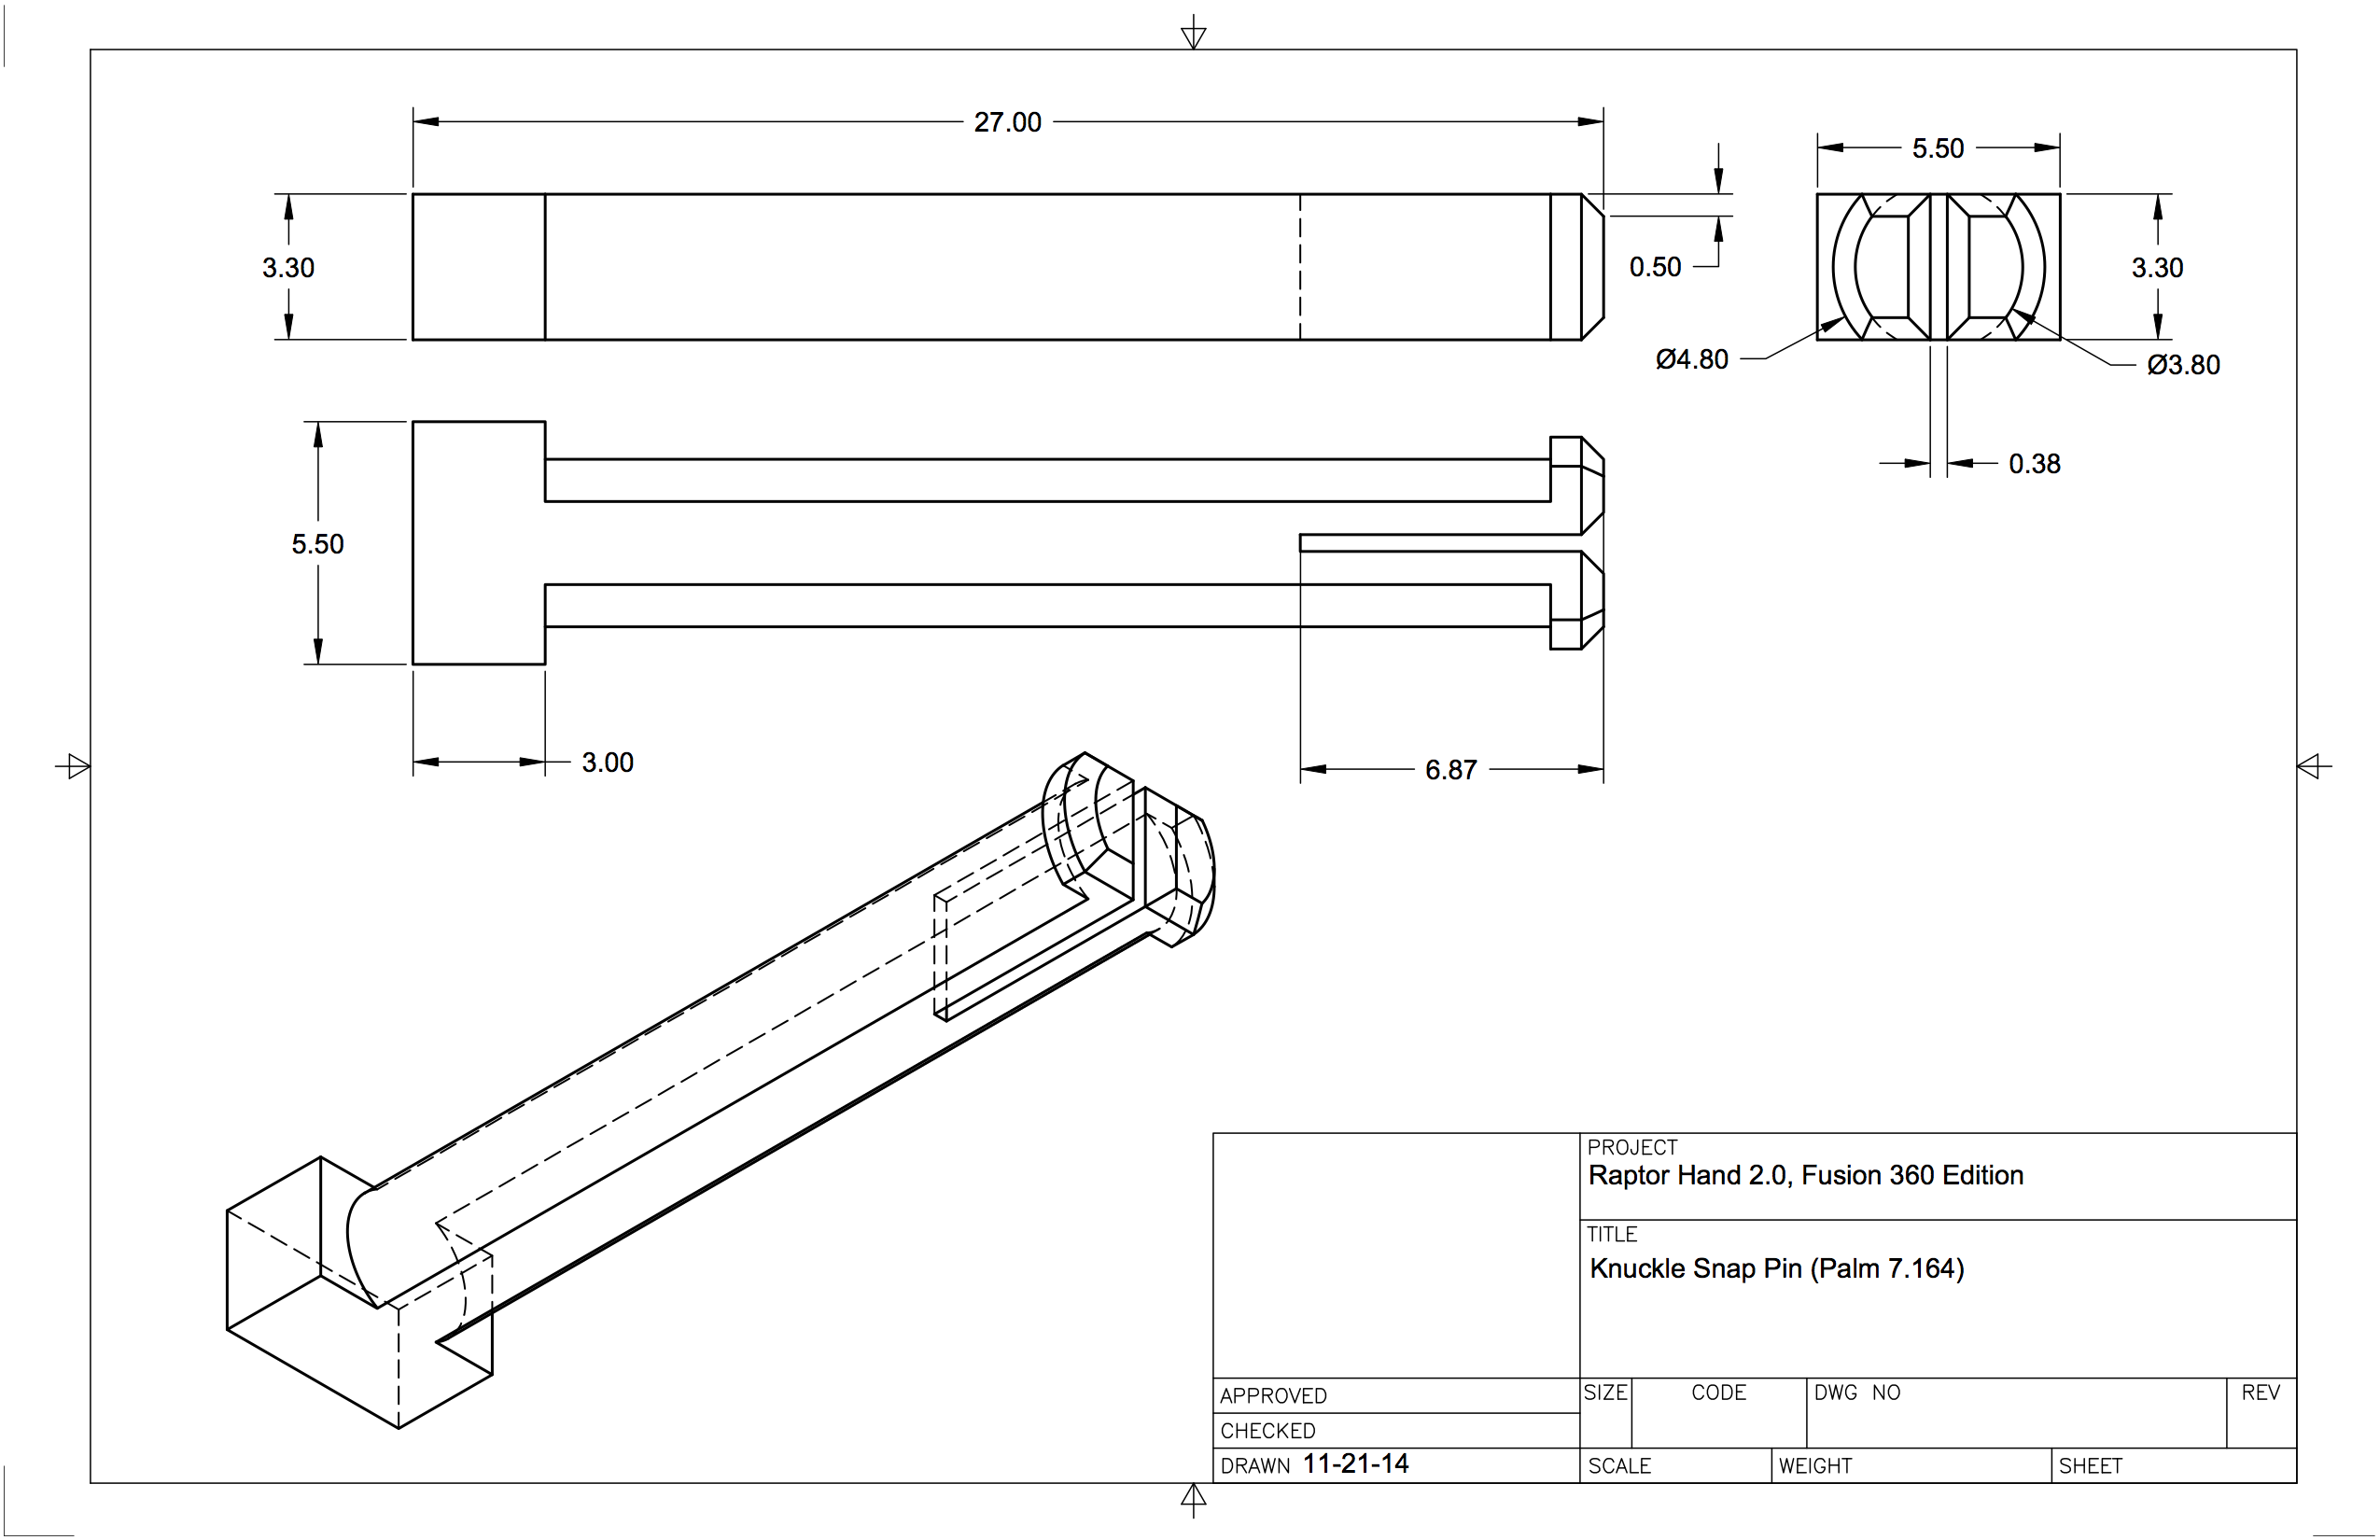 27.00
5.50
3.30
0.50
3.30
Ø4.80
Ø3.80
0.38
5.50
3.00
6.87
PROJECT
Raptor Hand 2.0, Fusion 360 Edition
TITLE
Knuckle Snap Pin (Palm 7.164)
APPROVED
SIZE CODE DWG NO REV
CHECKED
DRAWN 11-21-14
SCALE WEIGHT SHEET